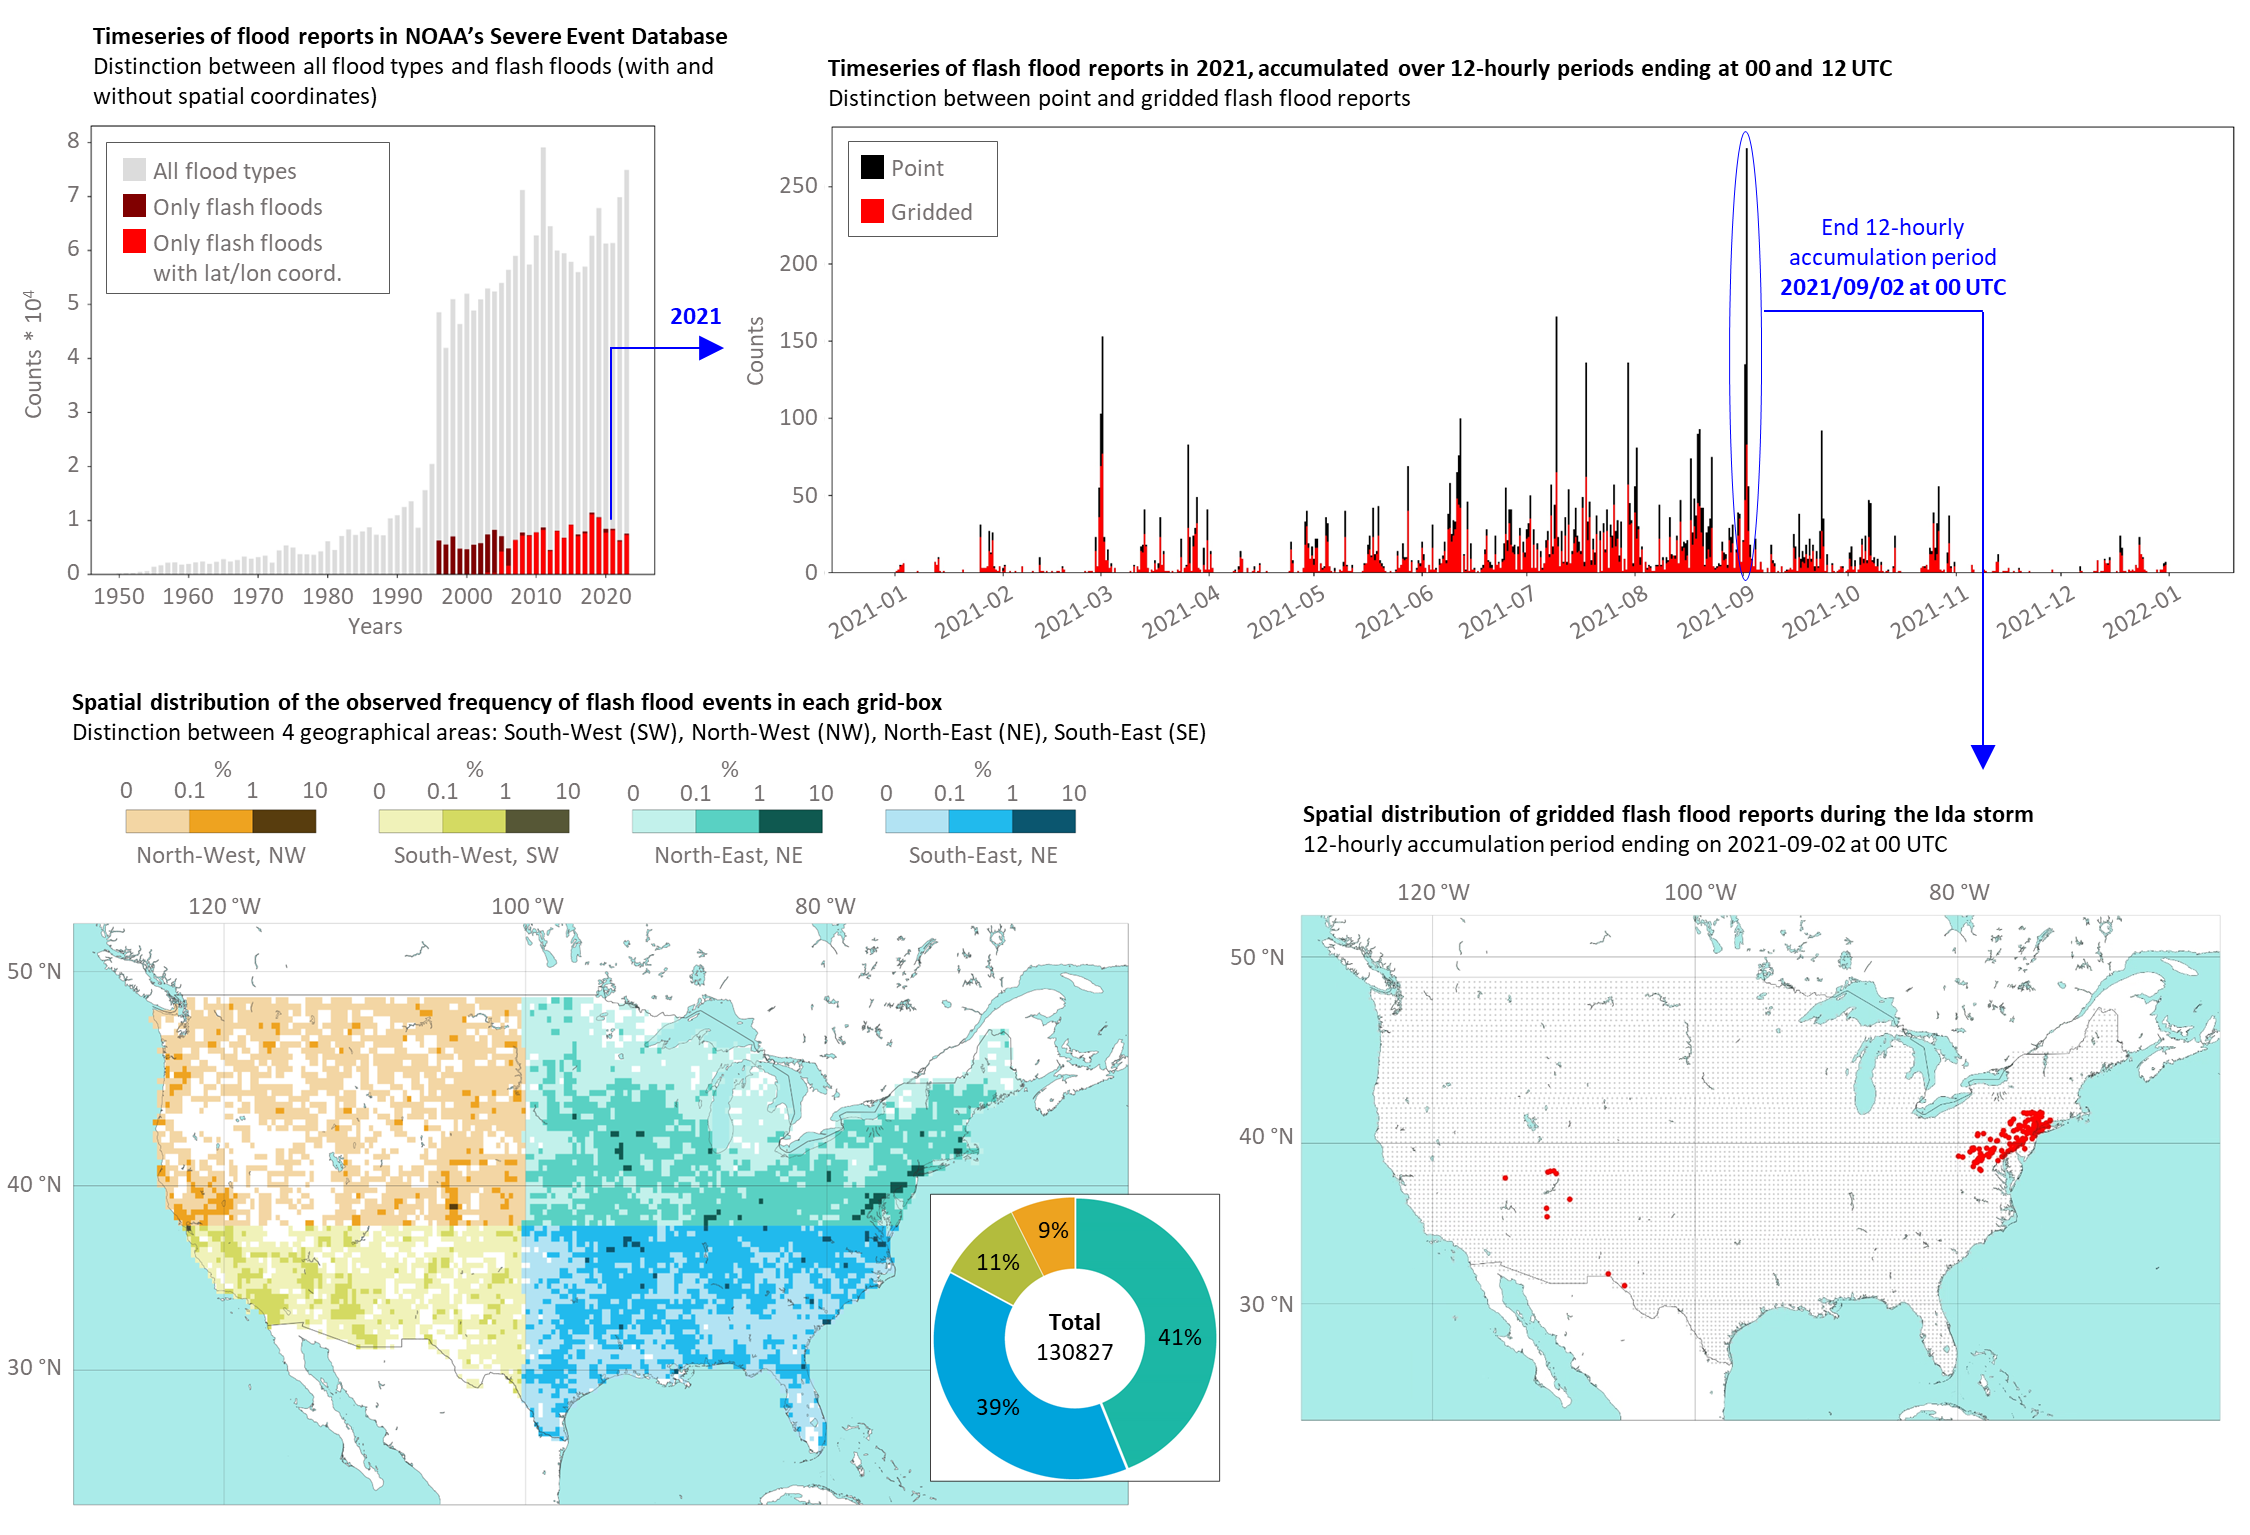 Timeseries of flood reports in NOAA's Severe Event Database
Distinction between all flood types and flash floods (with and
without spatial coordinates)
All flood types
Only flash floods
Only flash floods
with lat/lon coord.
8
7
6
5
4
3
2
1
0
Counts * 10⁴
1950 1960 1970 1980 1990 2000 2010 2020
Years
2021
Timeseries of flash flood reports in 2021, accumulated over 12-hourly periods ending at 00 and 12 UTC
Distinction between point and gridded flash flood reports
Point
Gridded
250
200
150
100
50
0
Counts
End 12-hourly
accumulation period
2021/09/02 at 00 UTC
2021-01 2021-02 2021-03 2021-04 2021-05 2021-06 2021-07 2021-08 2021-09 2021-10 2021-11 2021-12 2022-01
Spatial distribution of the observed frequency of flash flood events in each grid-box
Distinction between 4 geographical areas: South-West (SW), North-West (NW), North-East (NE), South-East (SE)
% % % %
0 0.1 1 10 0 0.1 1 10 0 0.1 1 10 0 0.1 1 10
North-West, NW South-West, SW North-East, NE South-East, NE
120 °W 100 °W 80 °W
50 °N
40 °N
30 °N
9%
11%
41%
39%
Total
130827
Spatial distribution of gridded flash flood reports during the Ida storm
12-hourly accumulation period ending on 2021-09-02 at 00 UTC
120 °W 100 °W 80 °W
50 °N
40 °N
30 °N